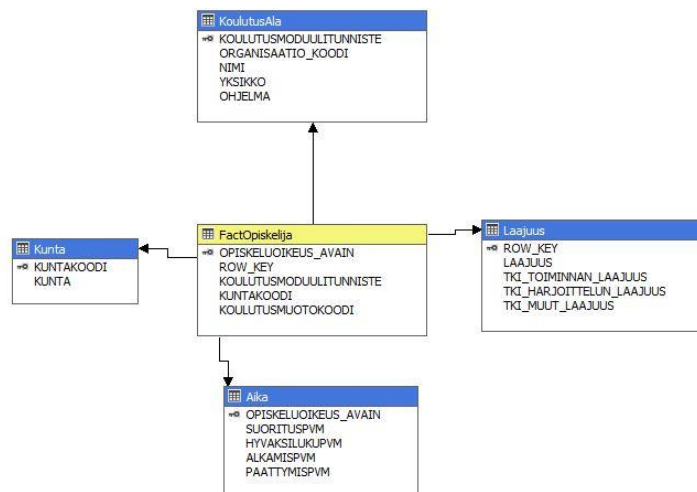 KoulutusAla
KOULUTUSMODUULITUNNISTE
ORGANISAATIO_KOODI
NIMI
YKSIKKO
OHJELMA
FactOpiskelija
OPISKELUOIKEUS_AVAIN
ROW_KEY
KOULUTUSMODUULITUNNISTE
KUNTAKOODI
KOULUTUSMUOTOKOODI
Kunta
KUNTAKOODI
KUNTA
Laajuus
ROW_KEY
LAAJUUS
TKI_TOIMINNAN_LAAJUUS
TKI_HARJOITTELUN_LAAJUUS
TKI_MUUT_LAAJUUS
Aika
OPISKELUOIKEUS_AVAIN
SUORITUSPVM
HYVAKSILUKUPVM
ALKAMISPVM
PAATTYMISPVM